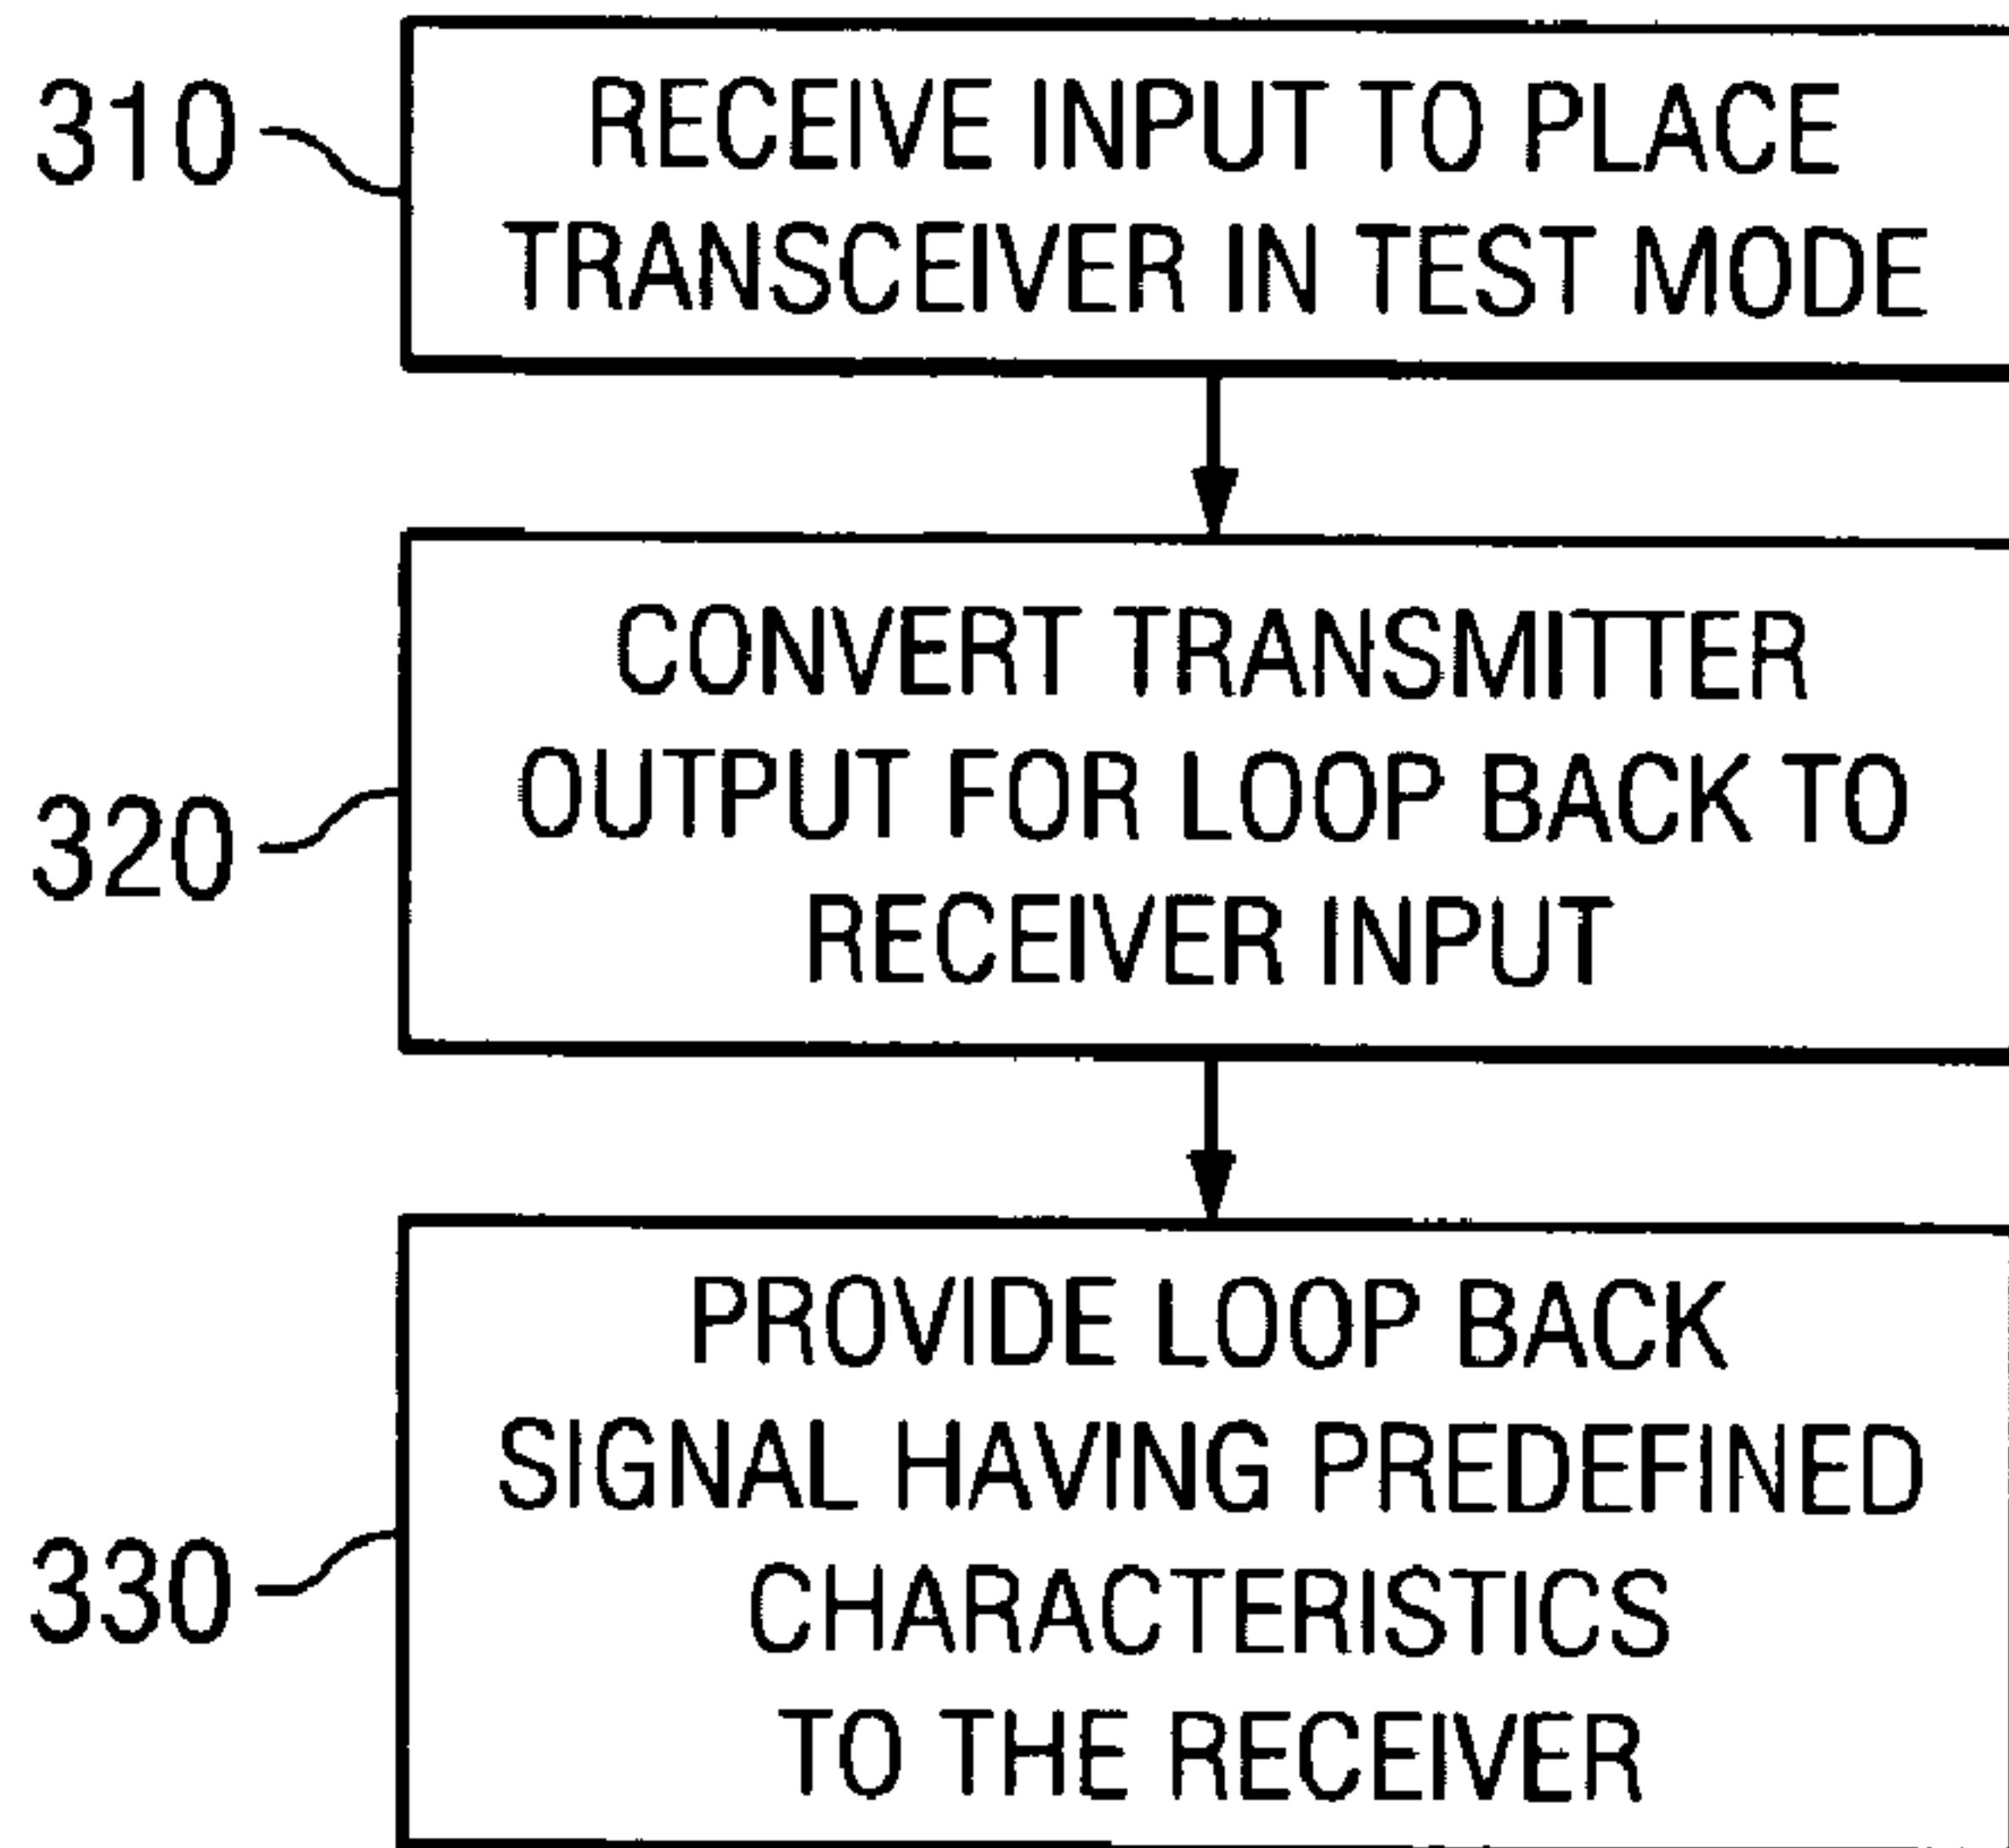 310
RECEIVE INPUT TO PLACE
TRANSCEIVER IN TEST MODE
320
CONVERT TRANSMITTER
OUTPUT FOR LOOP BACK TO
RECEIVER INPUT
330
PROVIDE LOOP BACK
SIGNAL HAVING PREDEFINED
CHARACTERISTICS
TO THE RECEIVER